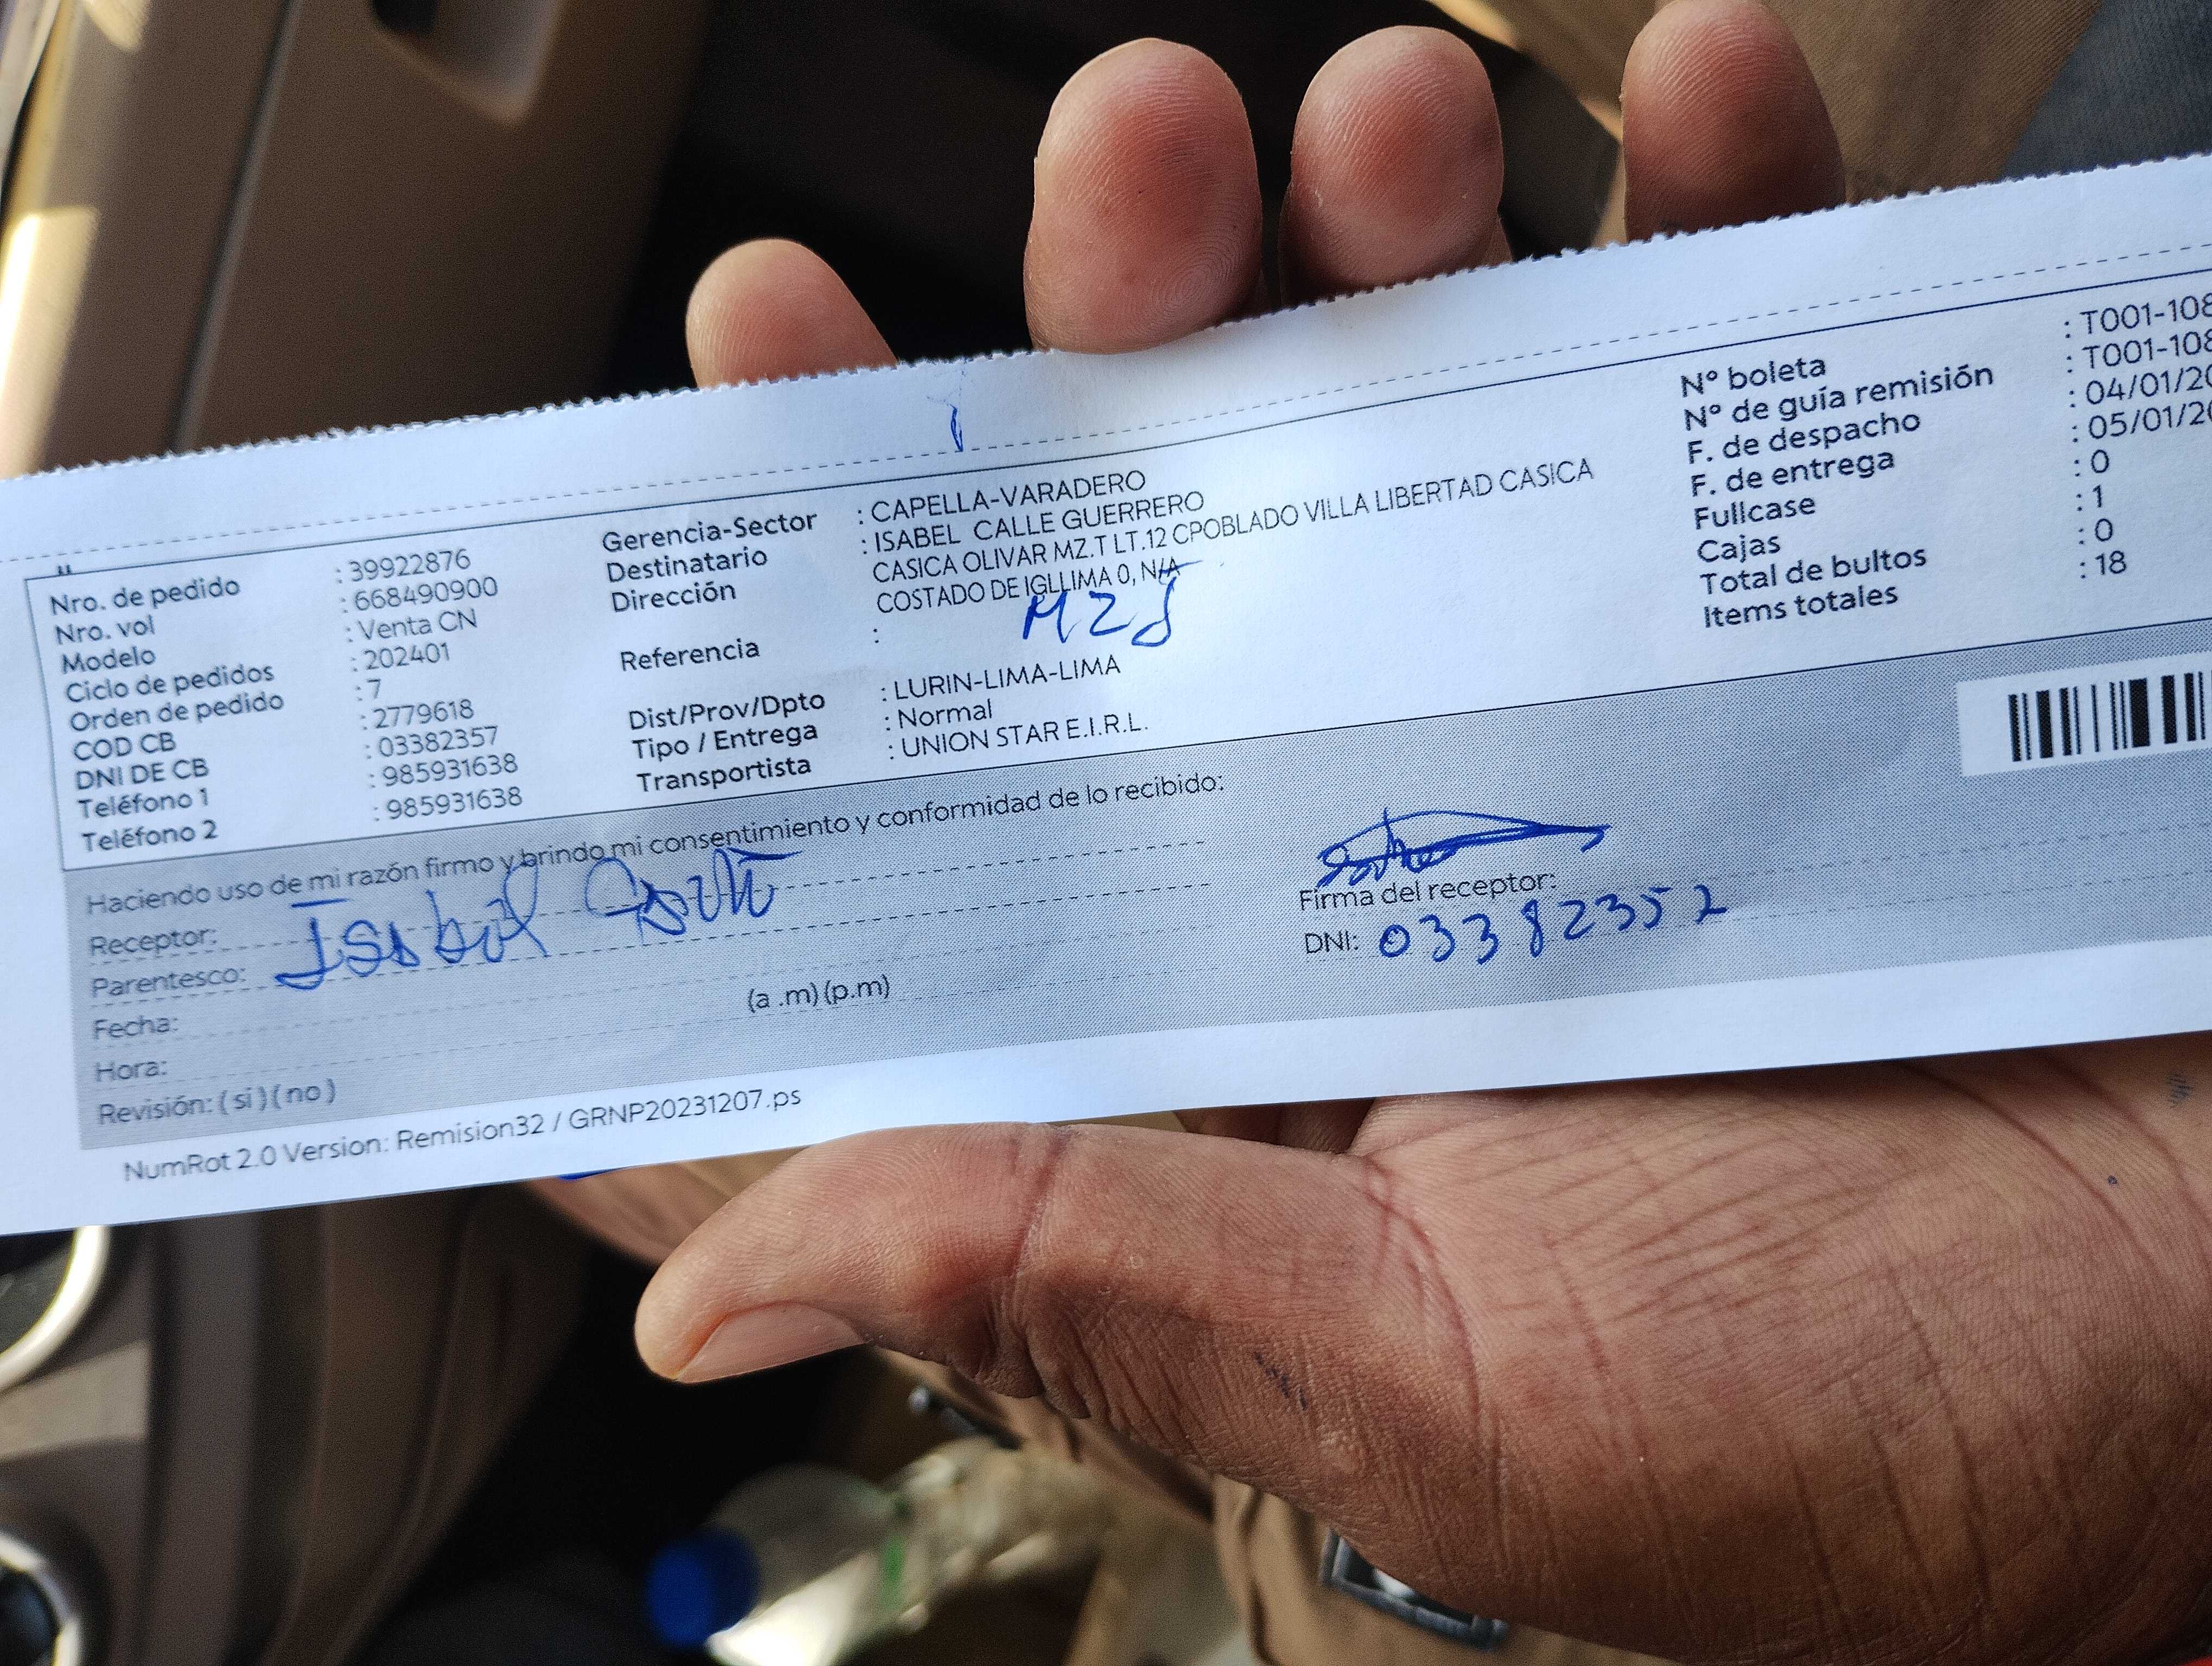 Nro. de pedido : 39922876
Nro. vol : 668490900
Modelo : Venta CN
Ciclo de pedidos : 202401
Orden de pedido : 7
COD CB : 2779618
DNI DE CB : 03382357
Teléfono 1 : 985931638
Teléfono 2 : 985931638
Gerencia-Sector : CAPELLA-VARADERO
Destinatario : ISABEL CALLE GUERRERO
Dirección CASICA OLIVAR MZ.T LT.12 CPOBLADO VILLA LIBERTAD CASICA
COSTADO DE IGLLIMA 0, N/A
MZ J
Referencia :
Dist/Prov/Dpto : LURIN-LIMA-LIMA
Tipo / Entrega : Normal
Transportista : UNION STAR E.I.R.L.
N° boleta : T001-108
N° de guía remisión : T001-108
F. de despacho : 04/01/20
F. de entrega : 05/01/20
Fullcase : 0
Cajas : 1
Total de bultos : 0
Items totales : 18
Haciendo uso de mi razón firmo y brindo mi consentimiento y conformidad de lo recibido:
Receptor: Isabel
Parentesco:
Fecha:
Hora: (a .m) (p.m)
Revisión: ( si ) ( no )
Firma del receptor:
DNI: 03382352
NumRot 2.0 Version: Remision32 / GRNP20231207.ps